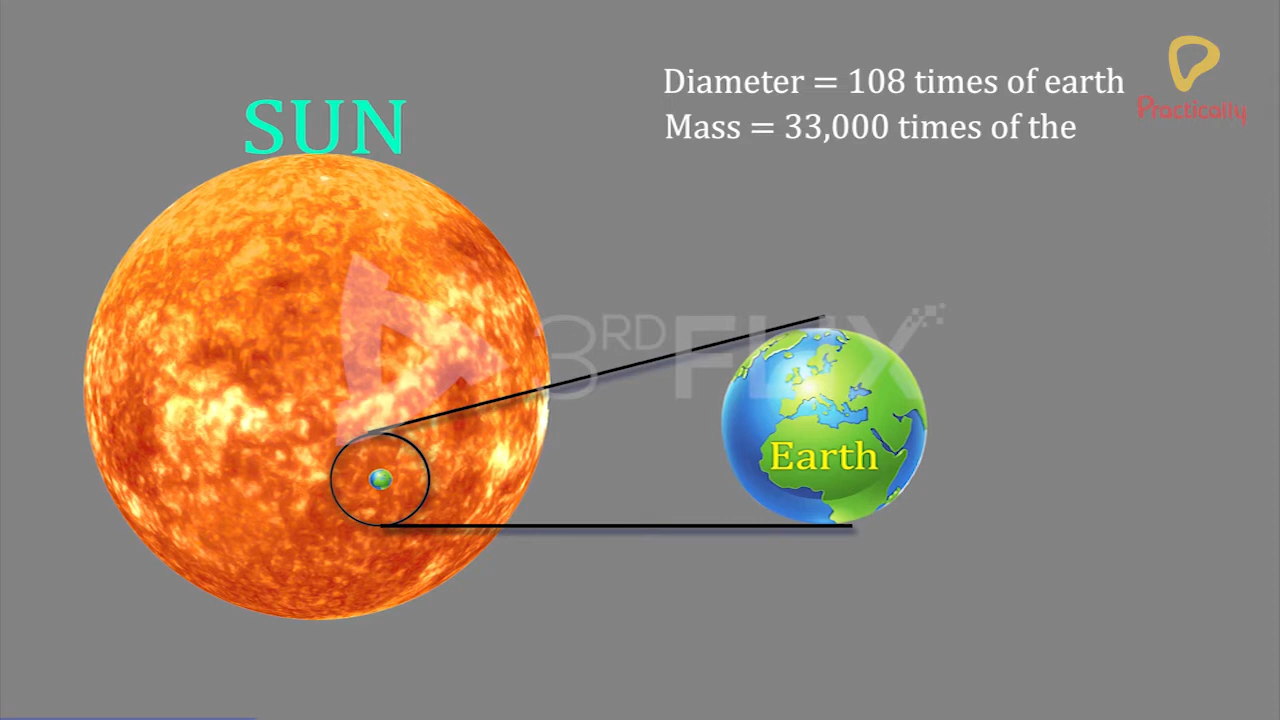 Diameter = 108 times of earth
Mass = 33,000 times of the
Practically
SUN
3RD FLIX
Earth